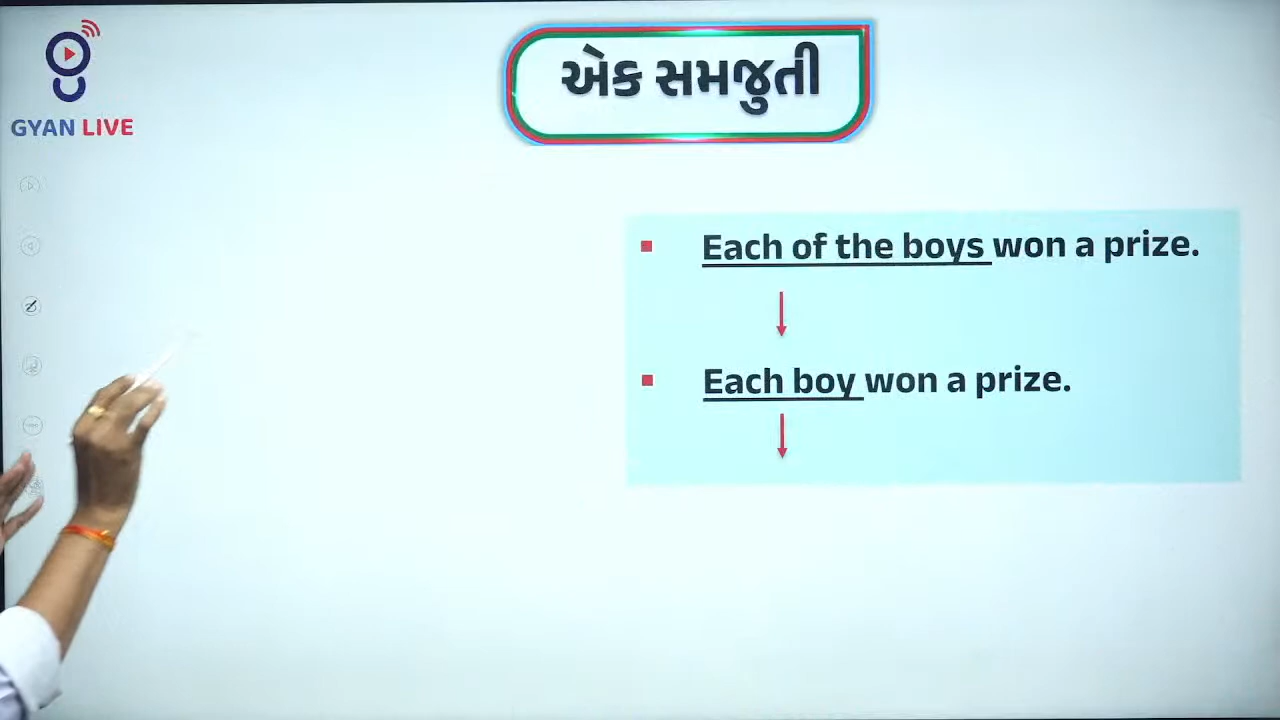 GYAN LIVE
એક સમજુતી
Each of the boys won a prize.
Each boy won a prize.